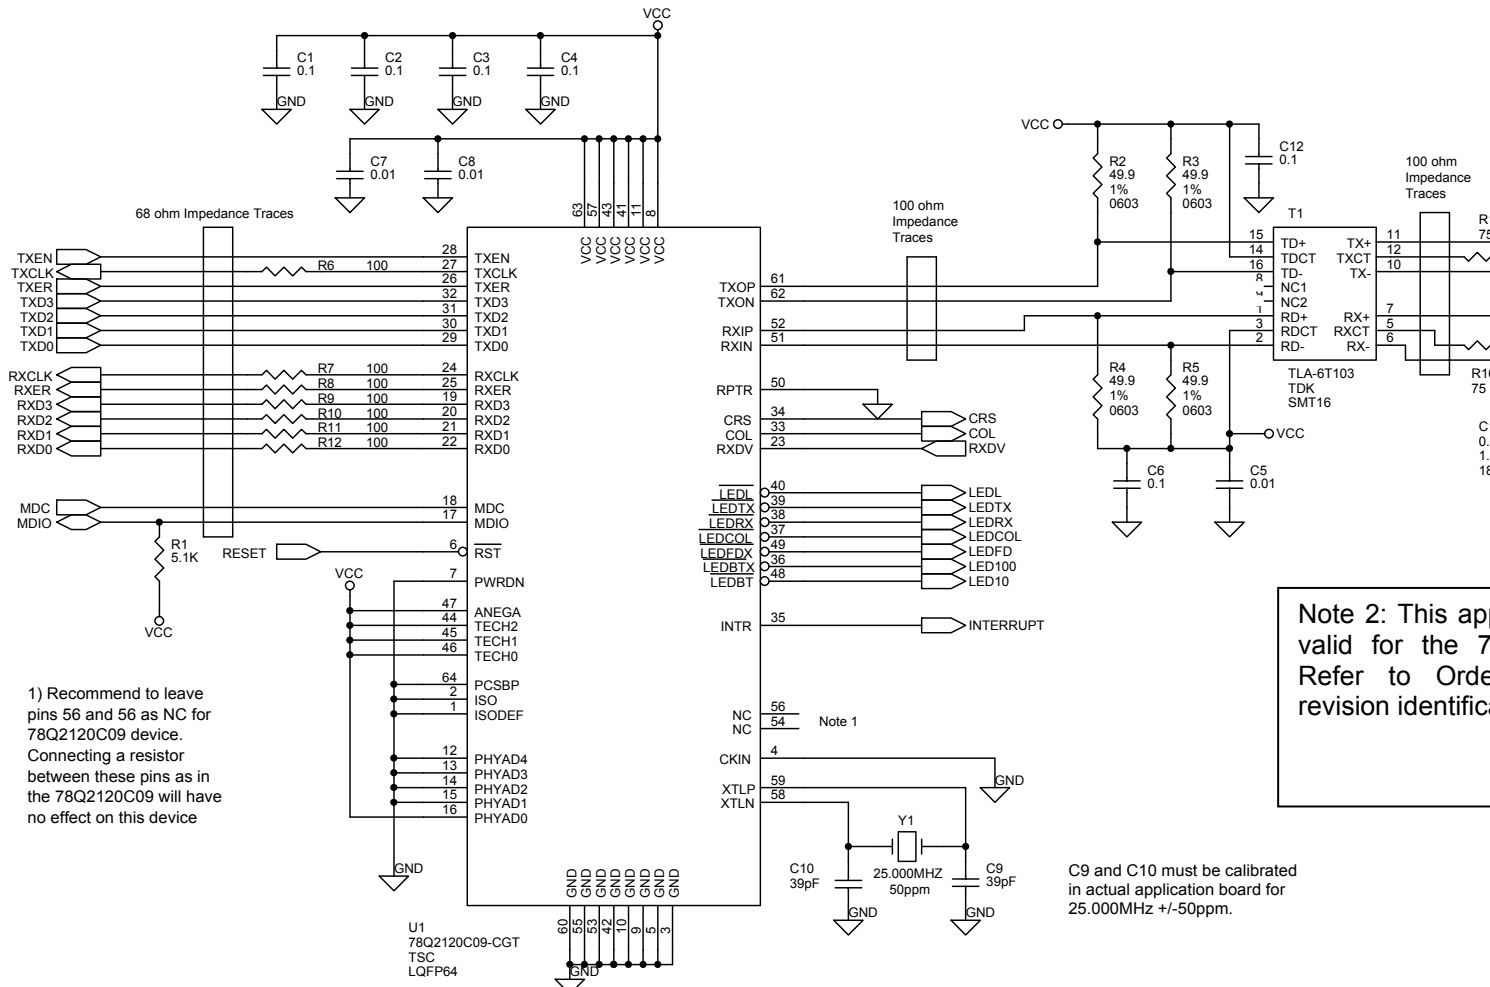 VCC
C1
0.1
C2
0.1
C3
0.1
C4
0.1
GND
GND
GND
GND
C7
0.01
C8
0.01
63
57
43
41
11
8
VCC
VCC
VCC
VCC
VCC
VCC
68 ohm Impedance Traces
TXEN
TXCLK
TXER
TXD3
TXD2
TXD1
TXD0
R6 100
28
27
26
32
31
30
29
TXEN
TXCLK
TXER
TXD3
TXD2
TXD1
TXD0
RXCLK
RXER
RXD3
RXD2
RXD1
RXD0
R7 100
R8 100
R9 100
R10 100
R11 100
R12 100
24
25
19
20
21
22
RXCLK
RXER
RXD3
RXD2
RXD1
RXD0
MDC
MDIO
18
17
MDC
MDIO
R1
5.1K
VCC
RESET
6
RST
VCC
7
PWRDN
47
44
45
46
ANEGA
TECH2
TECH1
TECH0
64
2
1
PCSBP
ISO
ISODEF
12
13
14
15
16
PHYAD4
PHYAD3
PHYAD2
PHYAD1
PHYAD0
GND
1) Recommend to leave
pins 56 and 56 as NC for
78Q2120C09 device.
Connecting a resistor
between these pins as in
the 78Q2120C09 will have
no effect on this device
GND
GND
GND
GND
GND
GND
GND
GND
60
55
53
42
10
9
5
3
GND
U1
78Q2120C09-CGT
TSC
LQFP64
TXOP
TXON
61
62
RXIP
RXIN
52
51
RPTR
50
CRS
COL
RXDV
34
33
23
CRS
COL
RXDV
LEDL
LEDTX
LEDRX
LEDCOL
LEDFDX
LEDBTX
LEDBT
40
39
38
37
49
36
48
LEDL
LEDTX
LEDRX
LEDCOL
LEDFD
LED100
LED10
INTR
35
INTERRUPT
NC
NC
56
54
Note 1
CKIN
4
GND
XTLP
XTLN
59
58
Y1
25.000MHZ
50ppm
C10
39pF
C9
39pF
GND
GND
C9 and C10 must be calibrated
in actual application board for
25.000MHz +/-50ppm.
100 ohm
Impedance
Traces
VCC
R2
49.9
1%
0603
R3
49.9
1%
0603
C12
0.1
R4
49.9
1%
0603
R5
49.9
1%
0603
VCC
C6
0.1
C5
0.01
T1
15
14
16
8
1
3
2
TD+
TDCT
TD-
NC1
NC2
RD+
RDCT
RD-
TX+
TXCT
TX-
RX+
RXCT
RX-
11
12
10
7
5
6
TLA-6T103
TDK
SMT16
100 ohm
Impedance
Traces
75
R10
75
Note 2: This app
valid for the 7
Refer to Orde
revision identifica